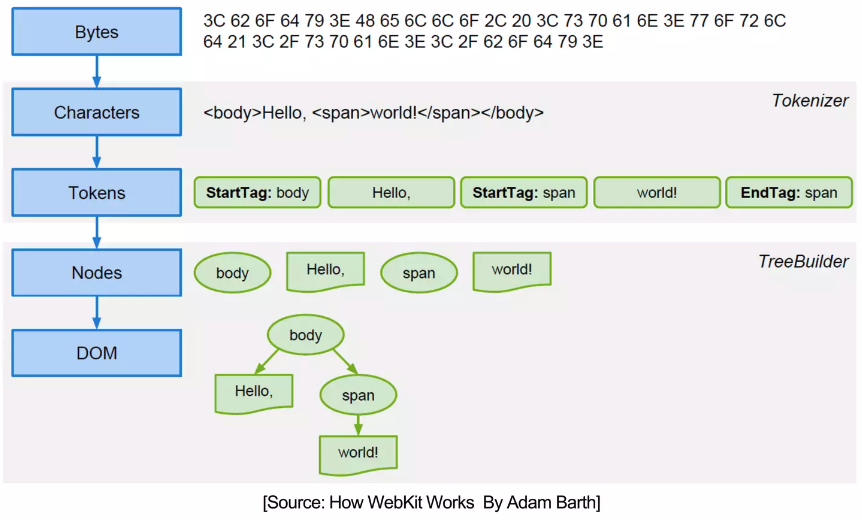 Bytes
3C 62 6F 64 79 3E 48 65 6C 6C 6F 2C 20 3C 73 70 61 6E 3E 77 6F 72 6C
64 21 3C 2F 73 70 61 6E 3E 3C 2F 62 6F 64 79 3E
Tokenizer
Characters
<body>Hello, <span>world!</span></body>
Tokens
StartTag: body
Hello,
StartTag: span
world!
EndTag: span
TreeBuilder
Nodes
body
Hello,
span
world!
DOM
body
Hello,
span
world!
[Source: How WebKit Works By Adam Barth]